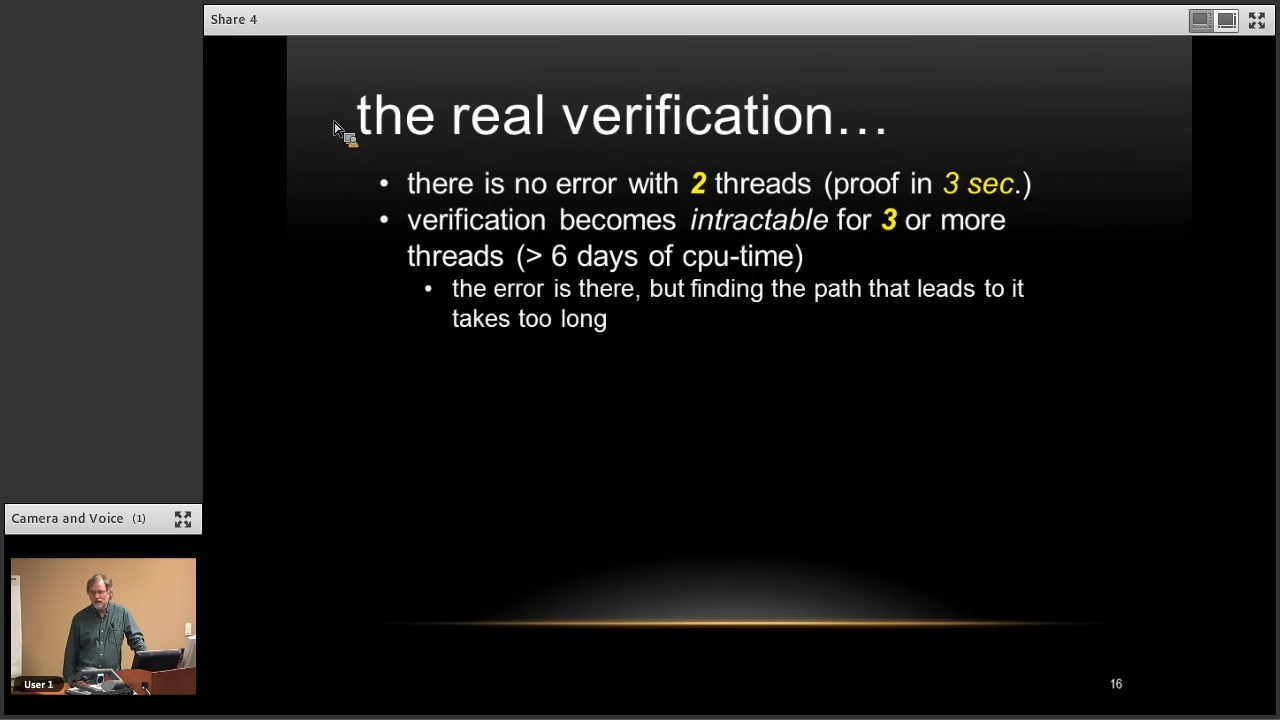 Share 4
the real verification…
• there is no error with 2 threads (proof in 3 sec.)
• verification becomes intractable for 3 or more
threads (> 6 days of cpu-time)
• the error is there, but finding the path that leads to it
takes too long
Camera and Voice (1)
User 1
16